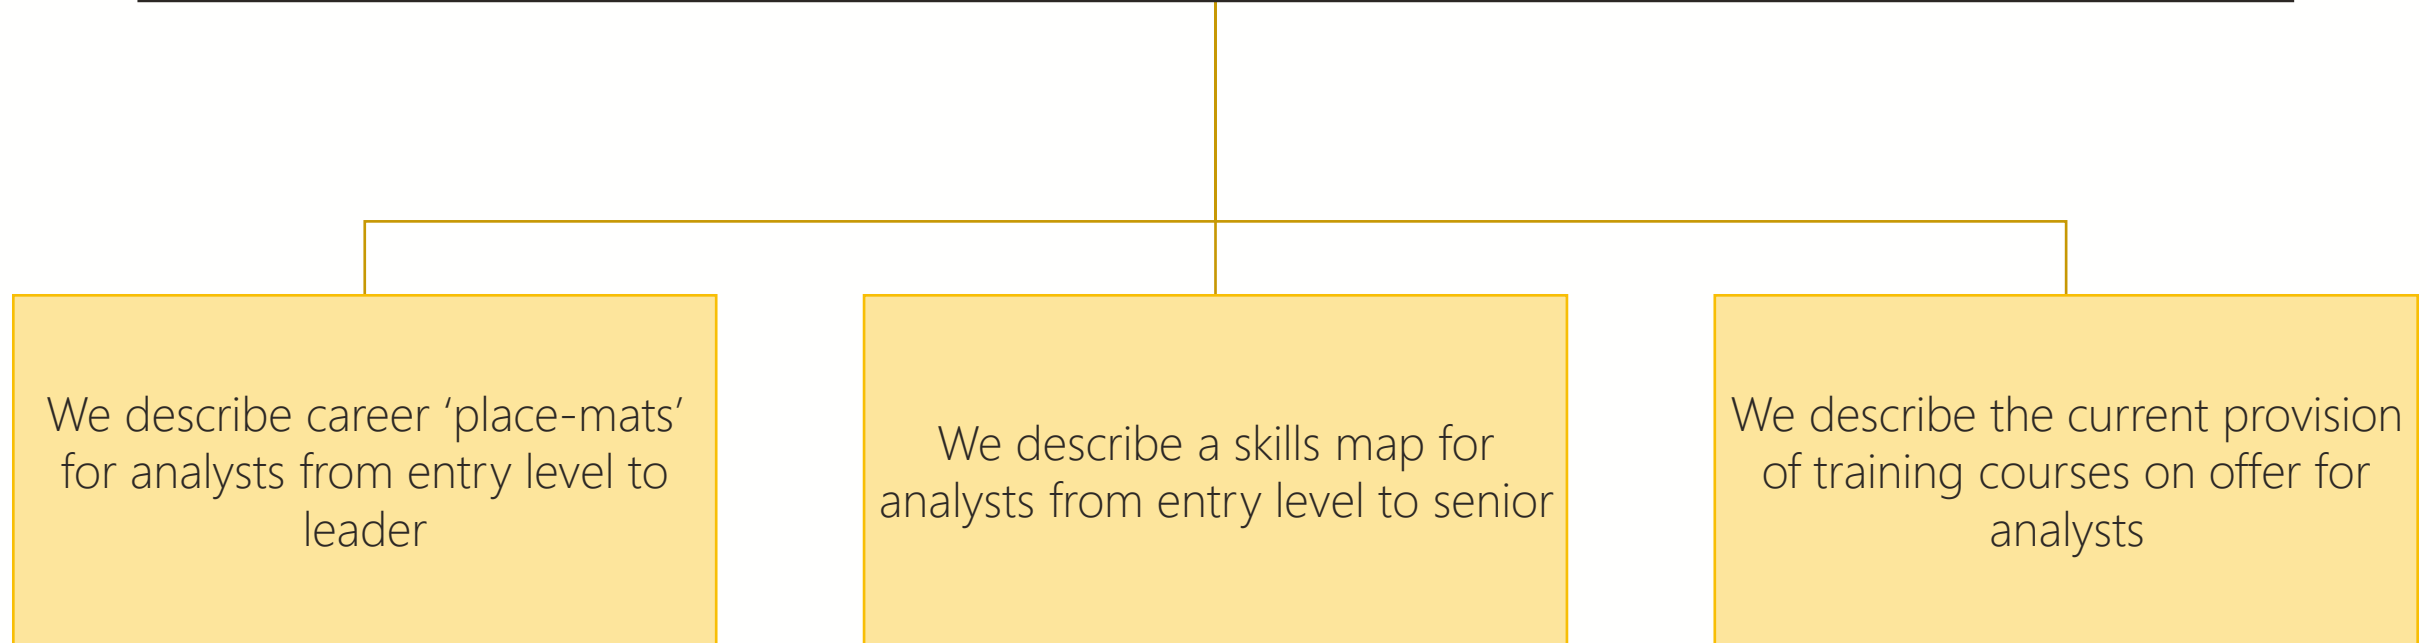 We describe career ‘place-mats’
for analysts from entry level to
leader
We describe a skills map for
analysts from entry level to senior
We describe the current provision
of training courses on offer for
analysts